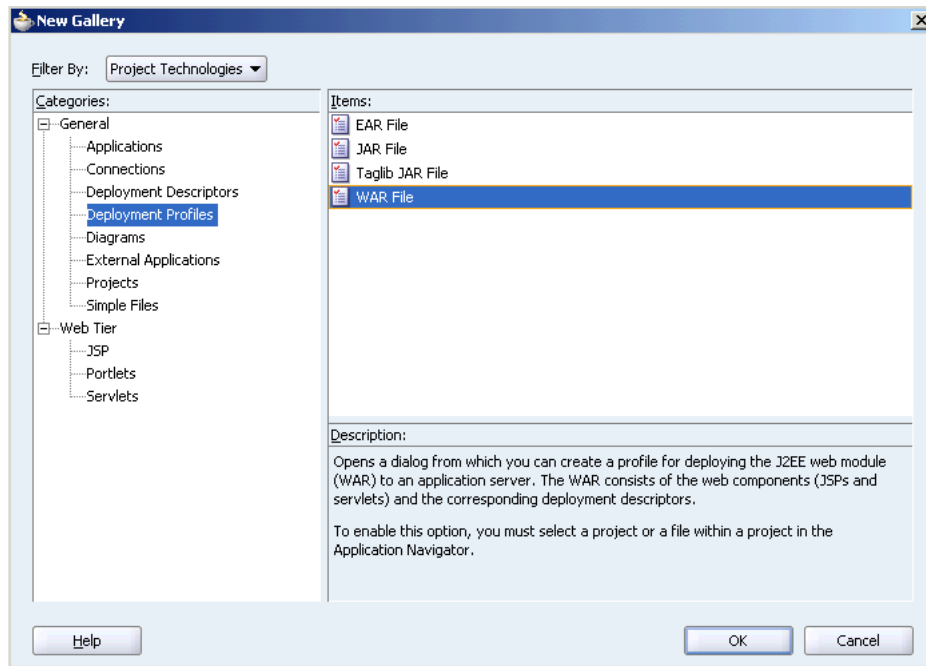 New Gallery
Filter By: Project Technologies
Categories:
General
Applications
Connections
Deployment Descriptors
Deployment Profiles
Diagrams
External Applications
Projects
Simple Files
Web Tier
JSP
Portlets
Servlets
Items:
EAR File
JAR File
Taglib JAR File
WAR File
Description:
Opens a dialog from which you can create a profile for deploying the J2EE web module
(WAR) to an application server. The WAR consists of the web components (JSPs and
servlets) and the corresponding deployment descriptors.
To enable this option, you must select a project or a file within a project in the
Application Navigator.
Help
OK
Cancel